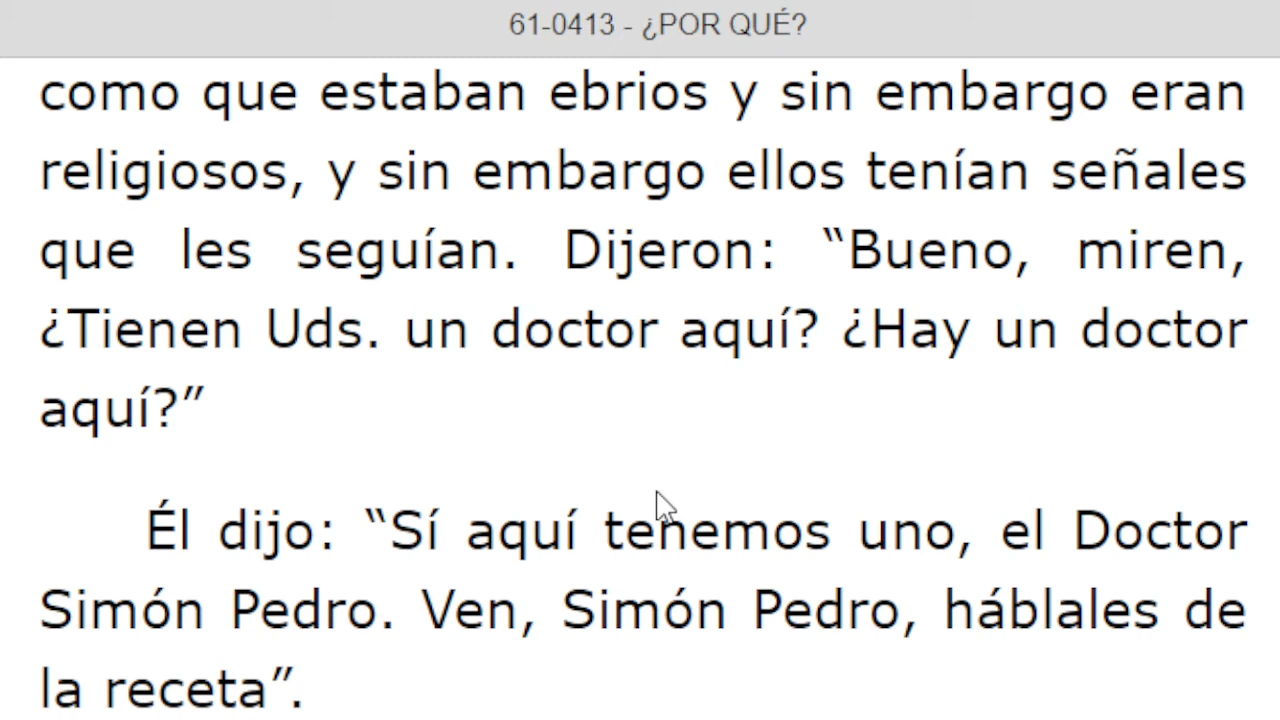 61-0413 - ¿POR QUÉ?
como que estaban ebrios y sin embargo eran
religiosos, y sin embargo ellos tenían señales
que les seguían. Dijeron: “Bueno, miren,
¿Tienen Uds. un doctor aquí? ¿Hay un doctor
aquí?”
Él dijo: “Sí aquí tenemos uno, el Doctor
Simón Pedro. Ven, Simón Pedro, háblales de
la receta”.